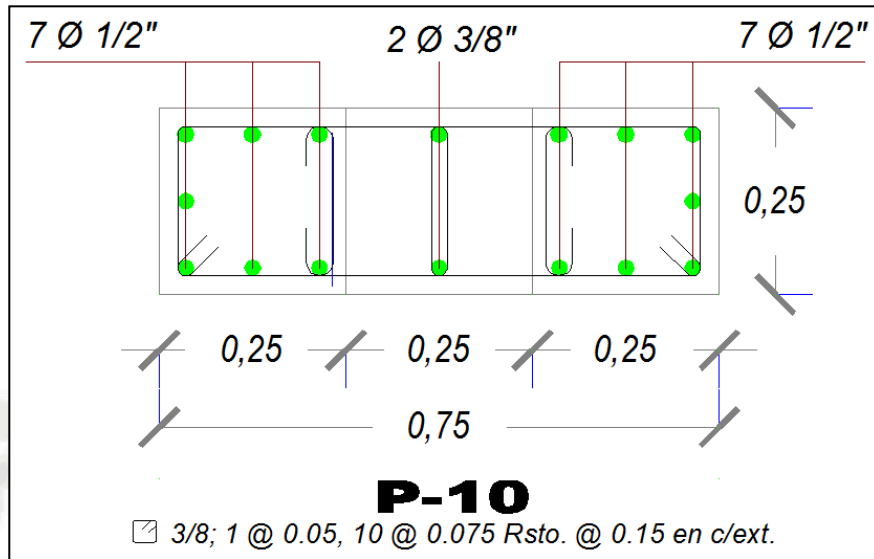 7 Ø 1/2" 2 Ø 3/8" 7 Ø 1/2"
0,25
0,25 0,25 0,25
0,75
P-10
3/8; 1 @ 0.05, 10 @ 0.075 Rsto. @ 0.15 en c/ext.